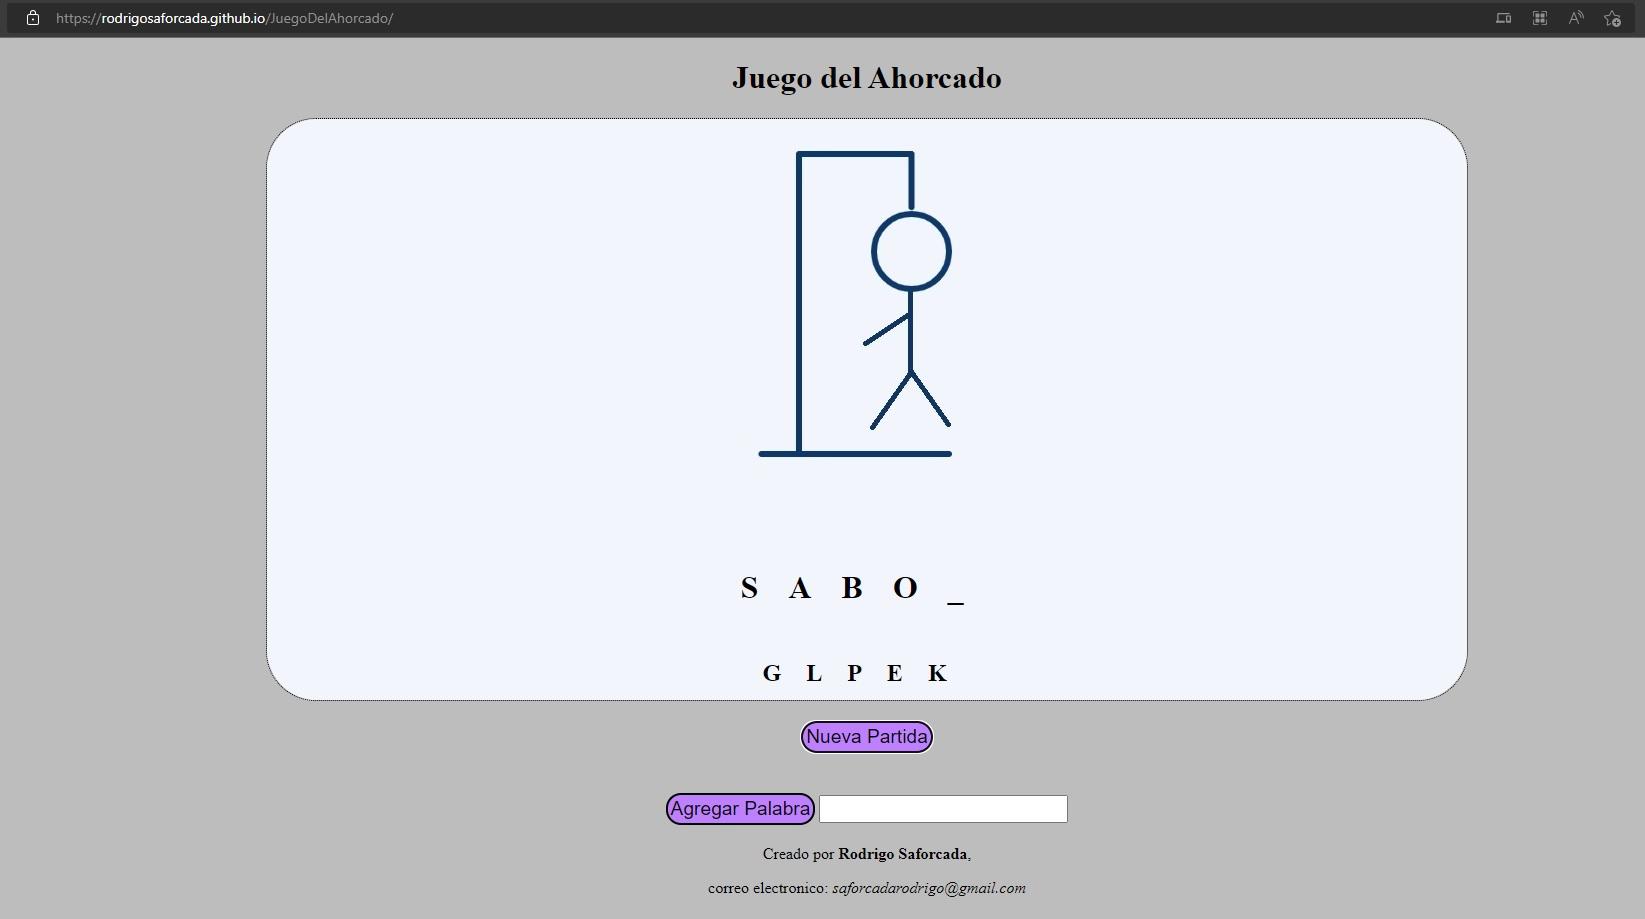 https://rodrigosaforcada.github.io/JuegoDelAhorcado/
Juego del Ahorcado
S A B O _
G L P E K
Nueva Partida
Agregar Palabra
Creado por Rodrigo Saforcada,
correo electronico: saforcadarodrigo@gmail.com